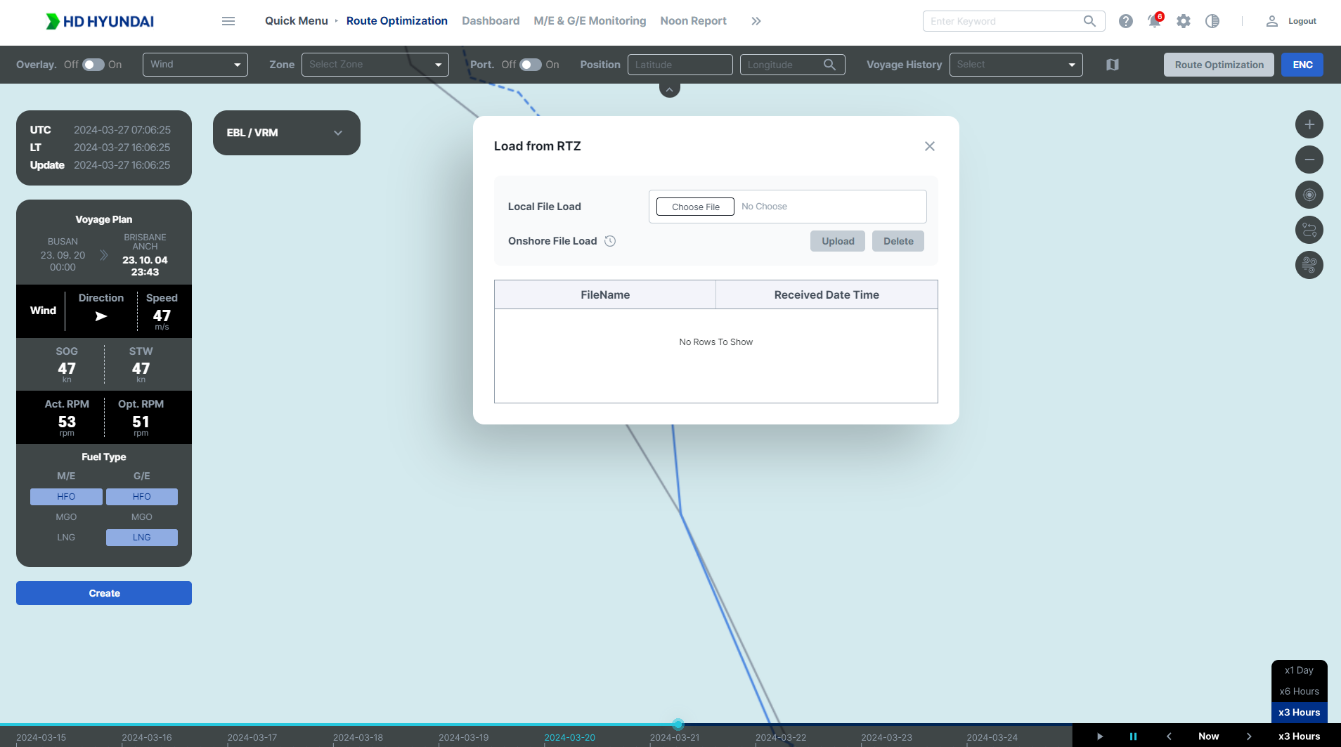 HD HYUNDAI
Quick Menu
Route Optimization
Dashboard
M/E & G/E Monitoring
Noon Report
Enter Keyword
6
Logout
Overlay. Off On
Wind
Zone
Select Zone
Port. Off On
Position
Latitude
Longitude
Voyage History
Select
Route Optimization
ENC
UTC 2024-03-27 07:06:25
LT 2024-03-27 16:06:25
Update 2024-03-27 16:06:25
EBL / VRM
Voyage Plan
BUSAN
23. 09. 20
00:00
BRISBANE
ANCH
23. 10. 04
23:43
Wind
Direction
Speed
47
m/s
SOG
47
kn
STW
47
kn
Act. RPM
53
rpm
Opt. RPM
51
rpm
Fuel Type
M/E G/E
HFO HFO
MGO MGO
LNG LNG
Create
Load from RTZ
Local File Load
Choose File No Choose
Onshore File Load
Upload
Delete
FileName Received Date Time
No Rows To Show
x1 Day
x6 Hours
x3 Hours
2024-03-15 2024-03-16 2024-03-17 2024-03-18 2024-03-19 2024-03-20 2024-03-21 2024-03-22 2024-03-23 2024-03-24
Now
x3 Hours